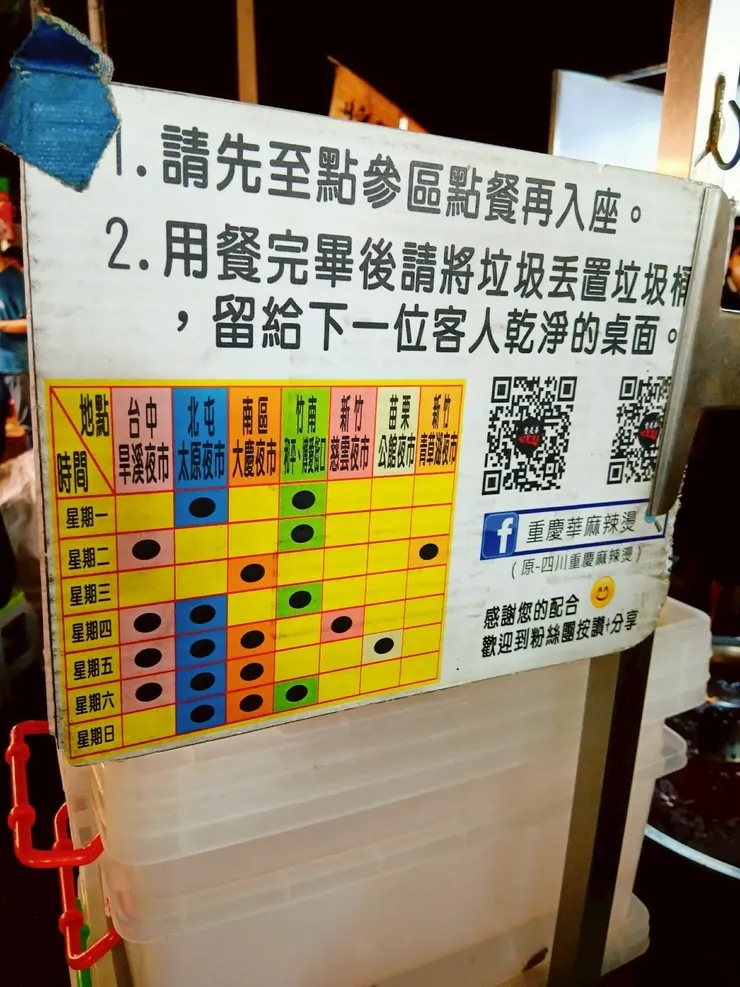 1.請先至點參區點餐再入座。
2.用餐完畢後請將垃圾丟置垃圾桶
,留給下一位客人乾淨的桌面。
地點
時間
台中
旱溪夜市
北屯
太原夜市
南區
大慶夜市
竹南
新竹
慈雲夜市
苗栗
公館夜市
新竹
青草湖夜市
星期一
星期二
星期三
星期四
星期五
星期六
星期日
f 重慶華麻辣燙
(原-四川重慶麻辣燙)
感謝您的配合
歡迎到粉絲團按讚+分享